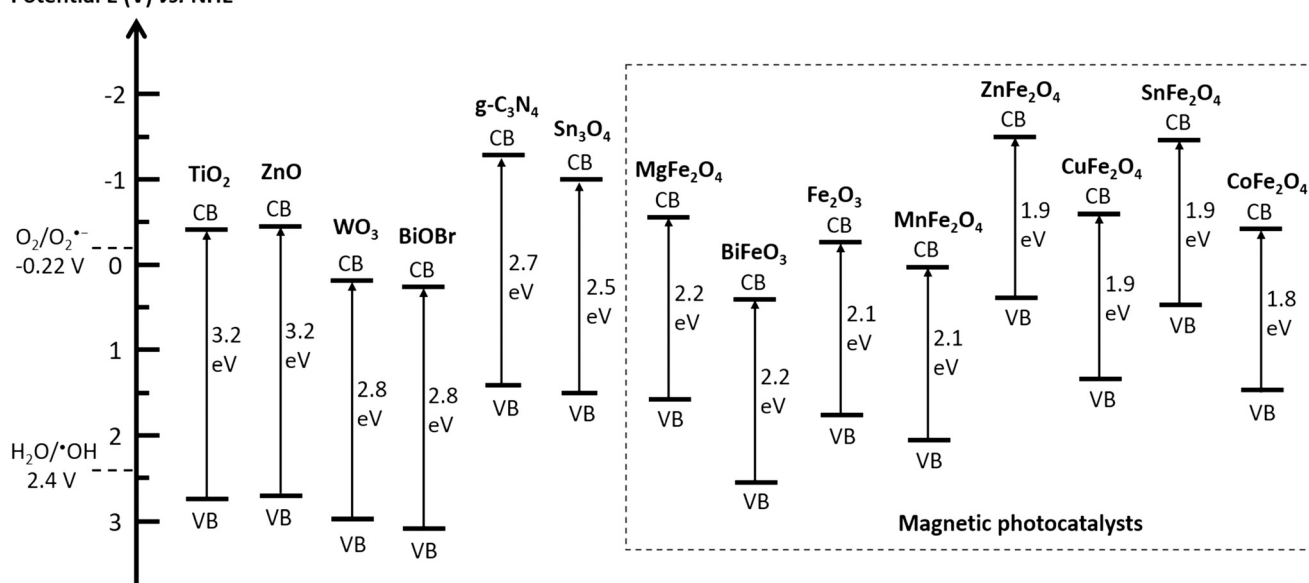 Potential E (V) vs. NHE
-2
-1
0
1
2
3
O₂/O₂•⁻
-0.22 V
H₂O/•OH
2.4 V
TiO₂
CB
3.2
eV
VB
ZnO
CB
3.2
eV
VB
WO₃
CB
2.8
eV
VB
BiOBr
CB
2.8
eV
VB
g-C₃N₄
CB
2.7
eV
VB
Sn₃O₄
CB
2.5
eV
VB
MgFe₂O₄
CB
2.2
eV
VB
BiFeO₃
CB
2.2
eV
VB
Fe₂O₃
CB
2.1
eV
VB
MnFe₂O₄
CB
2.1
eV
VB
ZnFe₂O₄
CB
1.9
eV
VB
CuFe₂O₄
CB
1.9
eV
VB
SnFe₂O₄
CB
1.9
eV
VB
CoFe₂O₄
CB
1.8
eV
VB
Magnetic photocatalysts